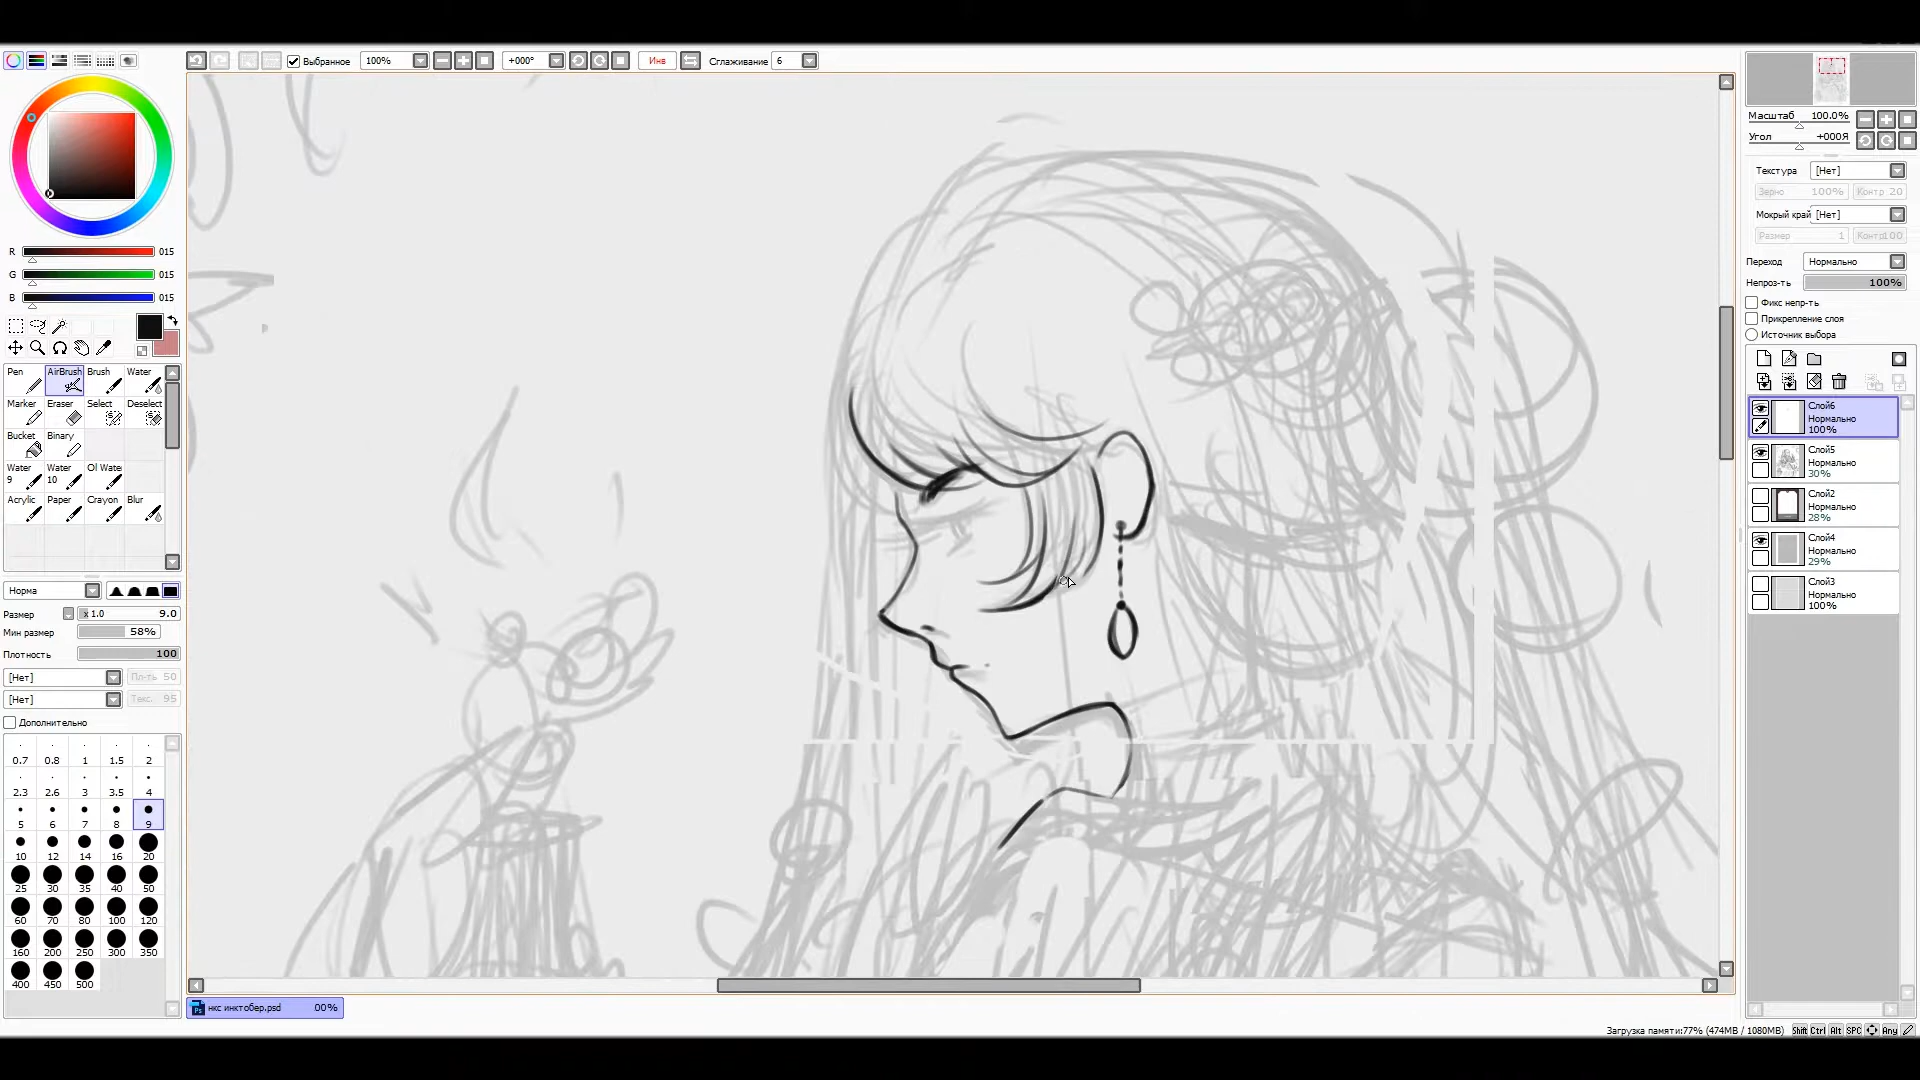 Выбранное 100% +000° Инв Сглаживание 6
Масштаб 100.0%
Угол +000Я
Текстура [Нет]
Зерно 100% Контр 20
Мокрый край [Нет]
Размер 1 Контр100
Переход Нормально
Непроз-ть 100%
Фикс непр-ть
Прикрепление слоя
Источник выбора
R 015
G 015
B 015
Pen AirBrush Brush Water
Marker Eraser Select Deselect
Bucket Binary
Water 9 Water 10 Ol Wate
Acrylic Paper Crayon Blur
Норма
Размер x 1.0 9.0
Мин размер 58%
Плотность 100
[Нет] Пл-ть 50
[Нет] Текс. 95
Дополнительно
0.7 0.8 1 1.5 2
2.3 2.6 3 3.5 4
5 6 7 8 9
10 12 14 16 20
25 30 35 40 50
60 70 80 100 120
160 200 250 300 350
400 450 500
Слой6
Нормально
100%
Слой5
Нормально
30%
Слой2
Нормально
28%
Слой4
Нормально
29%
Слой3
Нормально
100%
нкс инктобер.psd 00%
Загрузка памяти:77% (474MB / 1080MB) Shift Ctrl Alt SPC Any